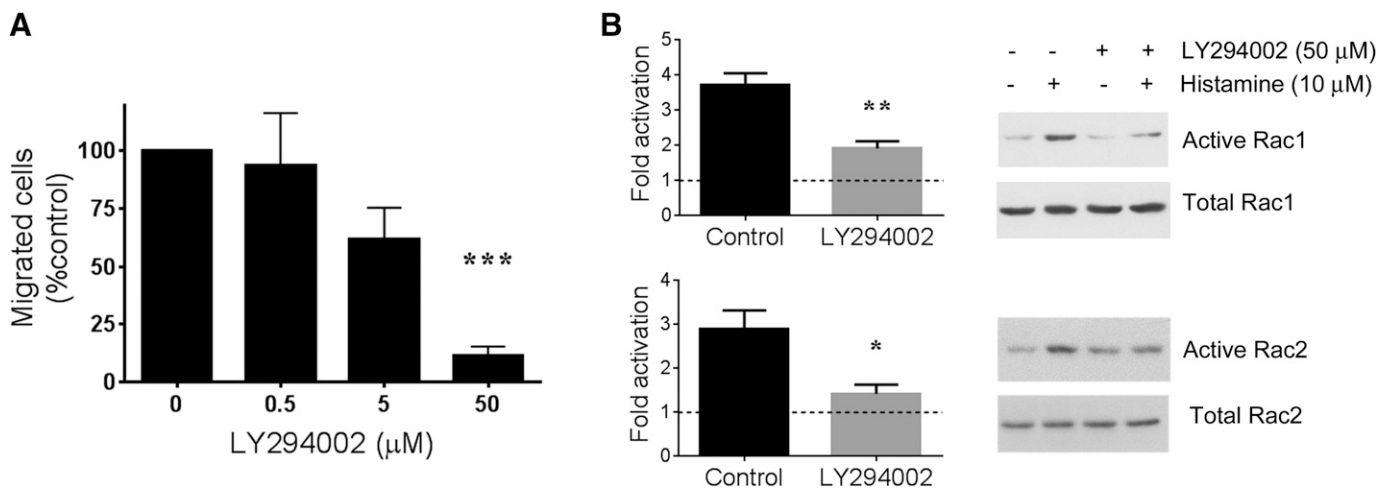 A
Migrated cells
(%control)
100
75
50
25
0
***
0 0.5 5 50
LY294002 (μM)
B
Fold activation
5
4
3
2
1
0
**
Control LY294002
Fold activation
4
3
2
1
0
*
Control LY294002
- - + + LY294002 (50 μM)
- + - + Histamine (10 μM)
Active Rac1
Total Rac1
Active Rac2
Total Rac2